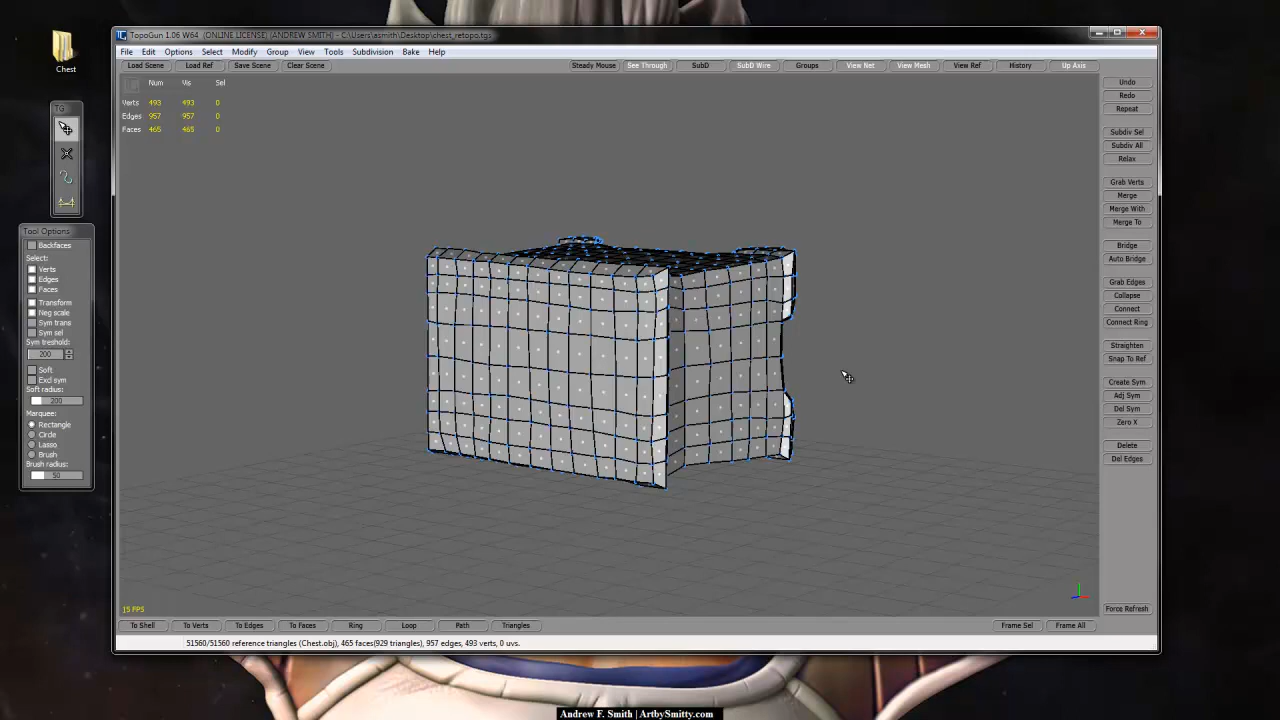 Chest
TopoGun 1.06 W64 (ONLINE LICENSE) (ANDREW SMITH) - C:\Users\asmith\Desktop\chest_retopo.tgs
File Edit Options Select Modify Group View Tools Subdivision Bake Help
Load Scene Load Ref Save Scene Clear Scene Steady Mouse See Through SubD SubD Wire Groups View Net View Mesh View Ref History Up Axis
Num Vis Sel
Verts 493 493 0
Edges 957 957 0
Faces 465 465 0
TG
Tool Options
Backfaces
Select:
Verts
Edges
Faces
Transform
Neg scale
Sym trans
Sym sel
Sym treshold:
200
Soft
Exd sym
Soft radius:
200
Marquee:
Rectangle
Circle
Lasso
Brush
Brush radius:
50
Undo
Redo
Repeat
Subdiv Sel
Subdiv All
Relax
Grab Verts
Merge
Merge With
Merge To
Bridge
Auto Bridge
Grab Edges
Collapse
Connect
Connect Ring
Straighten
Snap To Ref
Create Sym
Adj Sym
Del Sym
Zero X
Delete
Del Edges
Force Refresh
15 FPS
To Shell To Verts To Edges To Faces Ring Loop Path Triangles Frame Sel Frame All
51560/51560 reference triangles (Chest.obj), 465 faces(929 triangles), 957 edges, 493 verts, 0 uvs.
Andrew F. Smith | ArtbySmitty.com